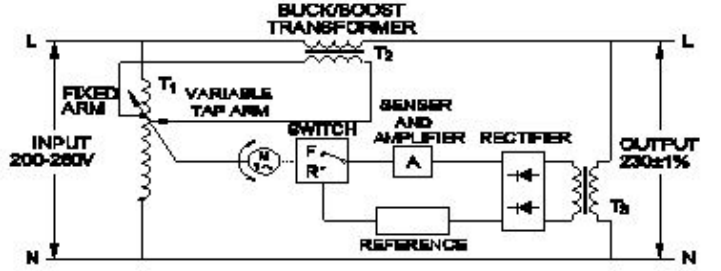 BUCK/BOOST
TRANSFORMER
L
L
T2
T1
FIXED
ARM
VARIABLE
TAP ARM
SENSER
AND
AMPLIFIER
SWITCH
RECTIFIER
INPUT
200-260V
M
F
R
A
OUTPUT
230±1%
T3
REFERENCE
N
N